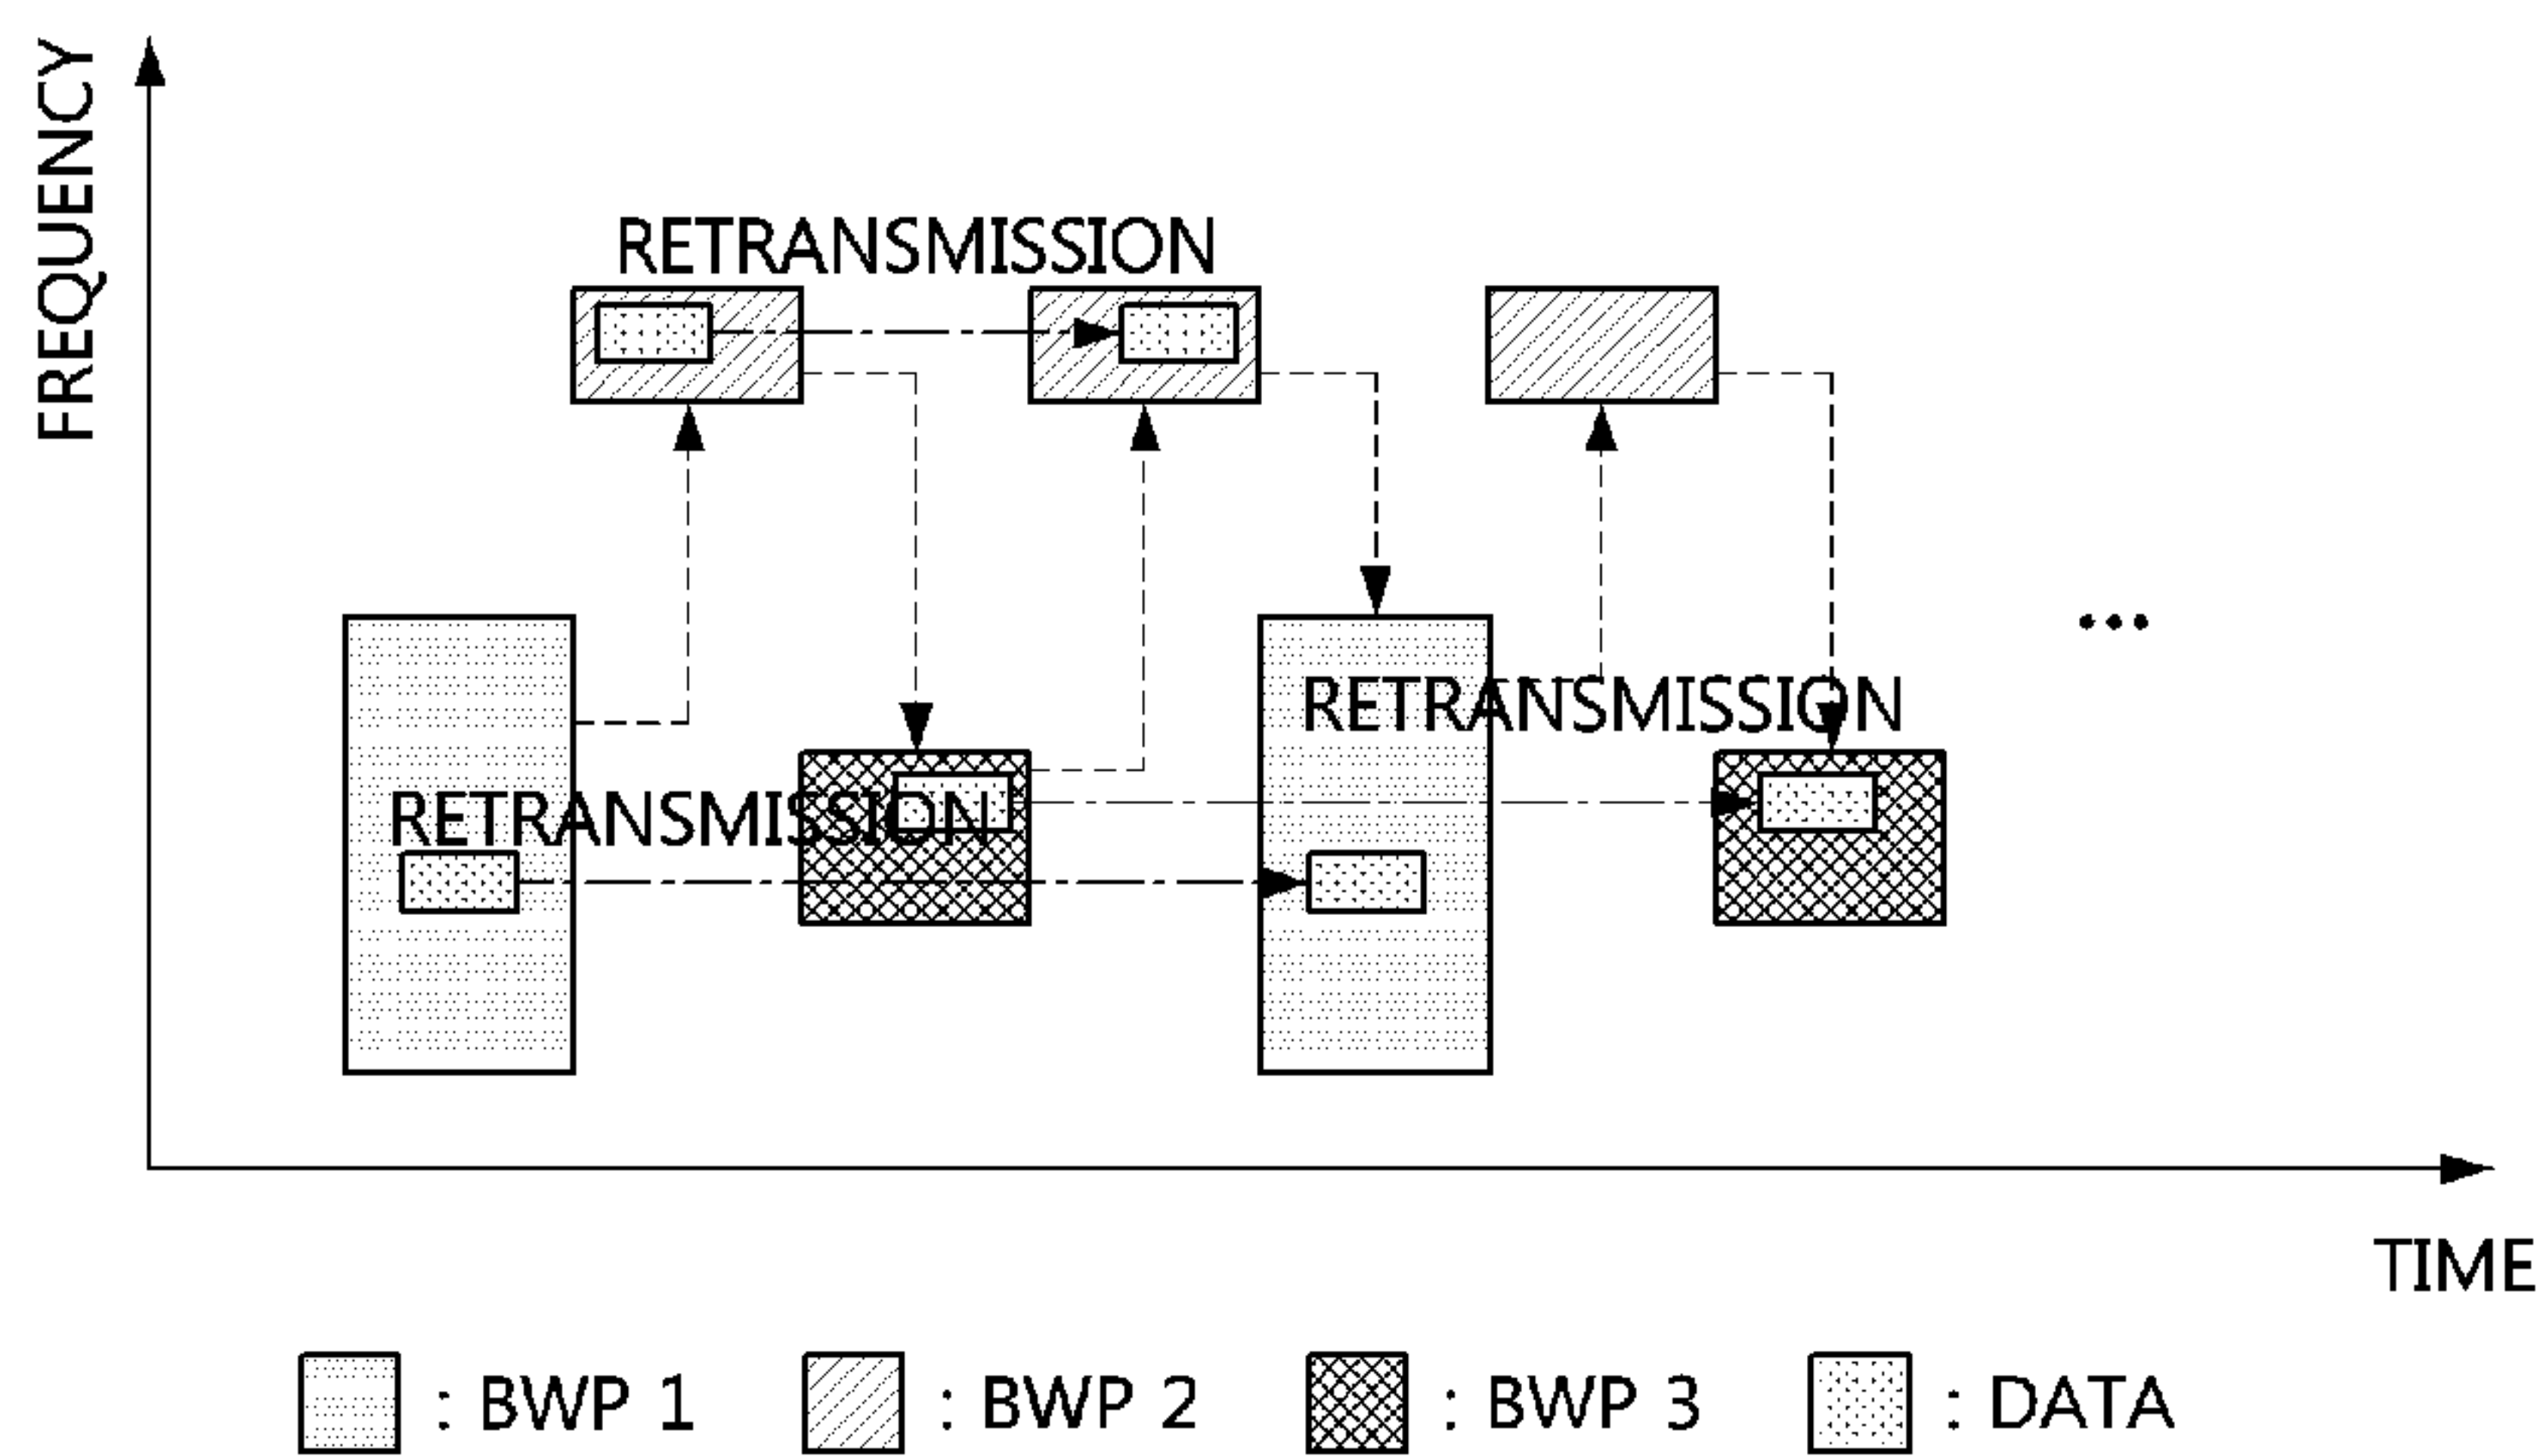 FREQUENCY
RETRANSMISSION
RETRANSMISSION
RETRANSMISSION
...
TIME
: BWP 1
: BWP 2
: BWP 3
: DATA